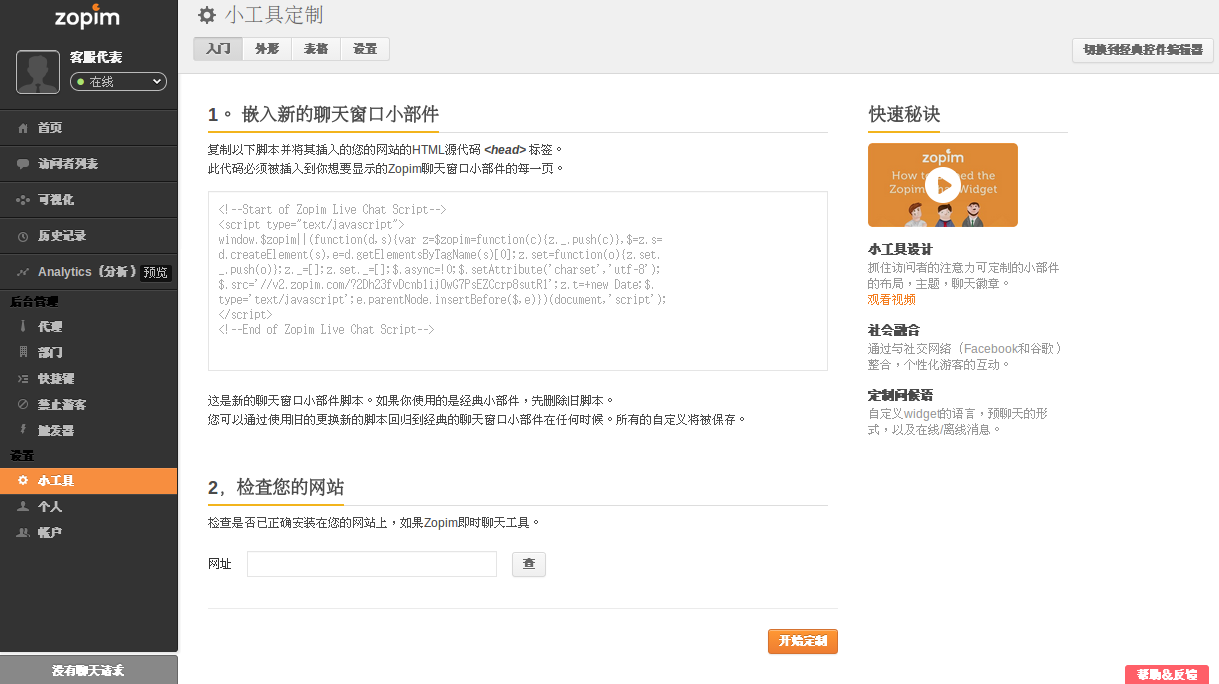 zopim
客服代表
在线
首页
访问者列表
可视化
历史记录
Analytics（分析）预览
后台管理
代理
部门
快捷键
禁止游客
触发器
设置
小工具
个人
帐户
没有聊天请求
小工具定制
入门 外形 表格 设置
切换到经典控件编辑器
1。 嵌入新的聊天窗口小部件
复制以下脚本并将其插入的您的网站的HTML源代码 <head> 标签。
此代码必须被插入到你想要显示的Zopim聊天窗口小部件的每一页。
<!--Start of Zopim Live Chat Script-->
<script type="text/javascript">
window.$zopim||(function(d,s){var z=$zopim=function(c){z._.push(c)},$=z.s=
d.createElement(s),e=d.getElementsByTagName(s)[0];z.set=function(o){z.set.
_.push(o)};z._=[];z.set._=[];$.async=!0;$.setAttribute('charset','utf-8');
$.src='//v2.zopim.com/?2Dh23fvDcnb1ijOwG7PsEZCcrp8sutR1';z.t=+new Date;$.
type='text/javascript';e.parentNode.insertBefore($,e)})(document,'script');
</script>
<!--End of Zopim Live Chat Script-->
这是新的聊天窗口小部件脚本。如果你使用的是经典小部件，先删除旧脚本。
您可以通过使用旧的更换新的脚本回归到经典的聊天窗口小部件在任何时候。所有的自定义将被保存。
2，检查您的网站
检查是否已正确安装在您的网站上，如果Zopim即时聊天工具。
网址 查
开始定制
快速秘诀
zopim
How to the
Zopim Widget
小工具设计
抓住访问者的注意力可定制的小部件
的布局，主题，聊天徽章。
观看视频
社会融合
通过与社交网络（Facebook和谷歌）
整合，个性化游客的互动。
定制问候语
自定义widget的语言，预聊天的形
式，以及在线/离线消息。
帮助&反馈